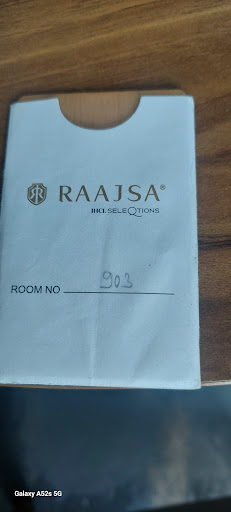 RAAJSA®
IHCL SELEQTIONS
ROOM NO 903
Galaxy A52s 5G